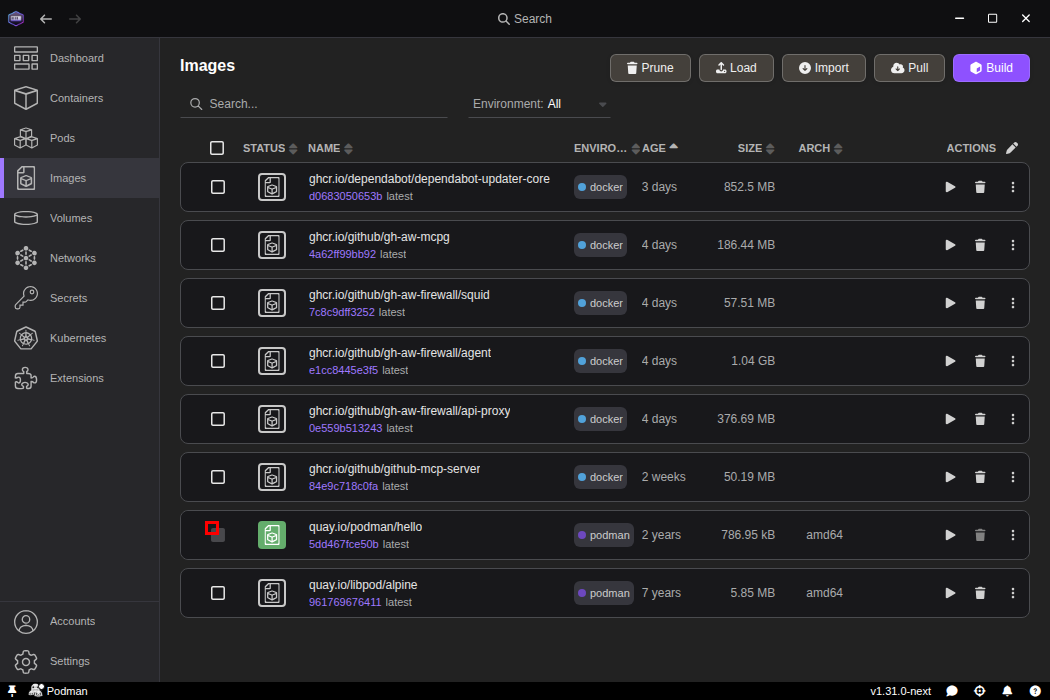 Search
Dashboard
Containers
Pods
Images
Volumes
Networks
Secrets
Kubernetes
Extensions
Accounts
Settings
Images
Prune
Load
Import
Pull
Build
Search...
Environment: All
STATUS NAME ENVIRO... AGE SIZE ARCH ACTIONS
ghcr.io/dependabot/dependabot-updater-core
d0683050653b latest
docker 3 days 852.5 MB
ghcr.io/github/gh-aw-mcpg
4a62ff99bb92 latest
docker 4 days 186.44 MB
ghcr.io/github/gh-aw-firewall/squid
7c8c9dff3252 latest
docker 4 days 57.51 MB
ghcr.io/github/gh-aw-firewall/agent
e1cc8445e3f5 latest
docker 4 days 1.04 GB
ghcr.io/github/gh-aw-firewall/api-proxy
0e559b513243 latest
docker 4 days 376.69 MB
ghcr.io/github/github-mcp-server
84e9c718c0fa latest
docker 2 weeks 50.19 MB
quay.io/podman/hello
5dd467fce50b latest
podman 2 years 786.95 kB amd64
quay.io/libpod/alpine
961769676411 latest
podman 7 years 5.85 MB amd64
Podman
v1.31.0-next